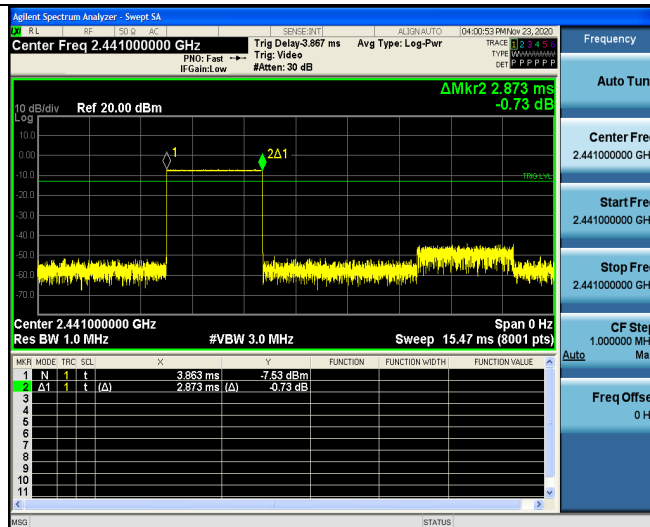 Agilent Spectrum Analyzer - Swept SA
LXI RL RF 50 Ω AC SENSE:INT ALIGN AUTO 04:00:53 PM Nov 23, 2020
Center Freq 2.441000000 GHz Trig Delay-3.867 ms Avg Type: Log-Pwr TRACE 1 2 3 4 5 6
PNO: Fast Trig: Video TYPE
IFGain:Low #Atten: 30 dB DET P P P P P P
ΔMkr2 2.873 ms
-0.73 dB
10 dB/div Ref 20.00 dBm
Log
10.0
1
2Δ1
0.00
-10.0
TRIG LVL
-20.0
-30.0
-40.0
-50.0
-60.0
-70.0
Center 2.441000000 GHz Span 0 Hz
Res BW 1.0 MHz #VBW 3.0 MHz Sweep 15.47 ms (8001 pts)
MKR MODE TRC SCL X Y FUNCTION FUNCTION WIDTH FUNCTION VALUE
1 N 1 t 3.863 ms -7.53 dBm
2 Δ1 1 t (Δ) 2.873 ms (Δ) -0.73 dB
3
4
5
6
7
8
9
10
11
MSG STATUS
Frequency
Auto Tun
Center Fre
2.441000000 GH
Start Fre
2.441000000 GH
Stop Fre
2.441000000 GH
CF Step
1.000000 MH
Auto Ma
Freq Offse
0 H